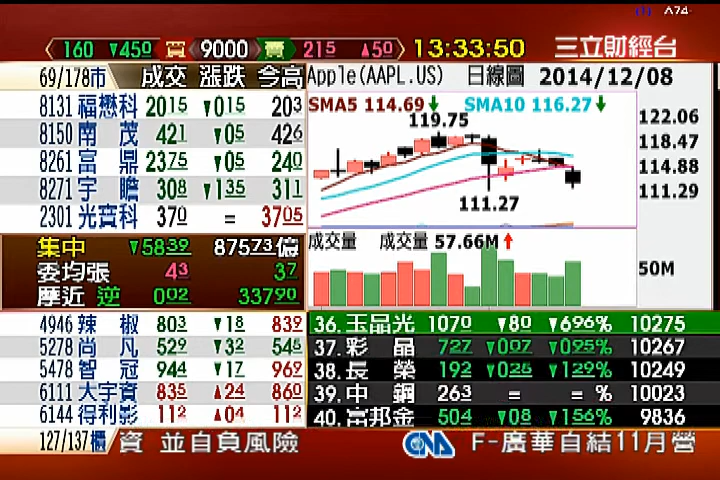 160 ▼450 買 9000 賣 215 ▲50 13:33:50 三立財經台
69/178市 成交 漲跌 今高
8131 福懋科 2015 ▼015 203
8150 南茂 421 ▼05 426
8261 富鼎 2375 ▼05 240
8271 宇瞻 308 ▼135 311
2301 光寶科 370 = 3705
集中 ▼5839 87573億
委均張 43 37
摩近 逆 002 33790
4946 辣椒 803 ▼18 839
5278 尚凡 529 ▼32 545
5478 智冠 944 ▼17 969
6111 大宇資 835 ▲24 860
6144 得利影 112 ▲04 112
Apple(AAPL.US) 日線圖 2014/12/08
SMA5 114.69↓ SMA10 116.27↓
119.75
111.27
122.06
118.47
114.88
111.29
成交量 成交量 57.66M↑
50M
36. 玉晶光 1070 ▼80 ▼696% 10275
37. 彩晶 727 ▼007 ▼095% 10267
38. 長榮 192 ▼025 ▼129% 10249
39. 中鋼 263 = = % 10023
40. 富邦金 504 ▼08 ▼156% 9836
127/137櫃 資 並自負風險 CNA F-廣華自結11月營